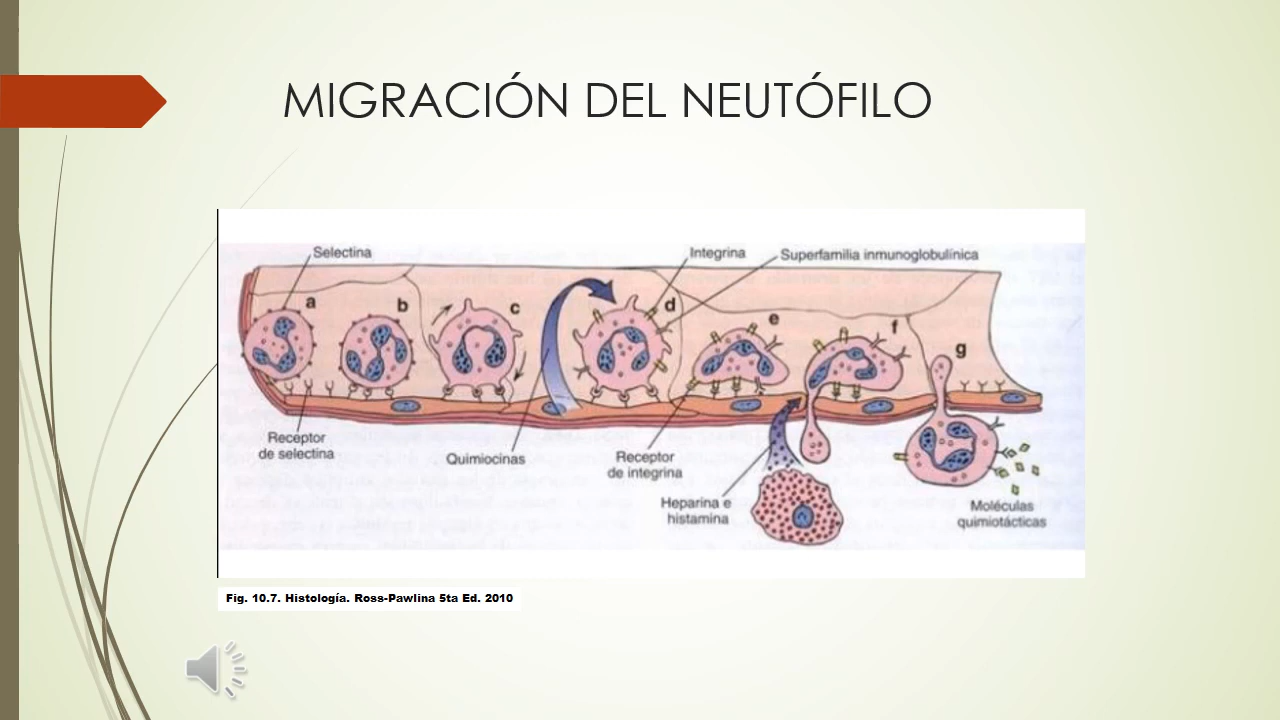 MIGRACIÓN DEL NEUTÓFILO
Selectina
Integrina
Superfamilia inmunoglobulínica
a
b
c
d
e
f
g
Receptor
de selectina
Quimiocinas
Receptor
de integrina
Heparina e
histamina
Moléculas
quimiotácticas
Fig. 10.7. Histología. Ross-Pawlina 5ta Ed. 2010